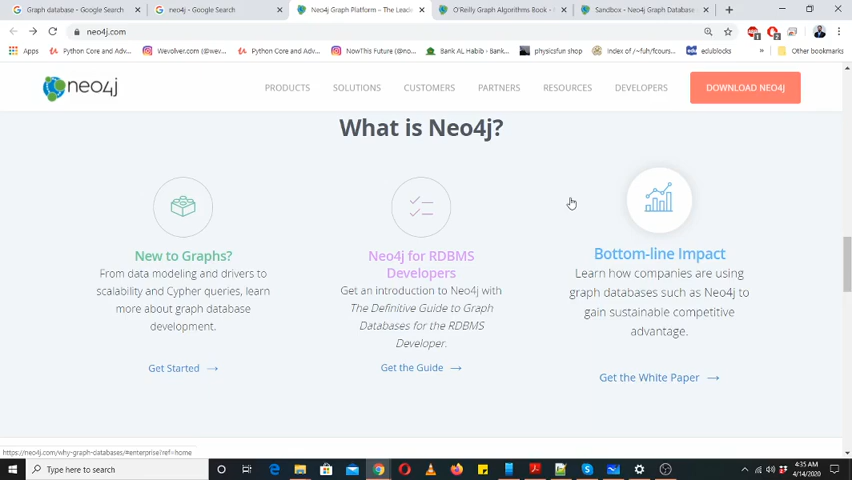 Graph database - Google Search
neo4j - Google Search
Neo4j Graph Platform – The Leade
O'Reilly Graph Algorithms Book - N
Sandbox - Neo4j Graph Database
neo4j.com
Apps
Python Core and Adv...
Wevolver.com (@wev...
Python Core and Adv...
NowThis Future (@no...
Bank AL Habib - Bank...
physicsfun shop
Index of /~fuh/fcours...
edublocks
»
Other bookmarks
neo4j
PRODUCTS
SOLUTIONS
CUSTOMERS
PARTNERS
RESOURCES
DEVELOPERS
DOWNLOAD NEO4J
What is Neo4j?
New to Graphs?
From data modeling and drivers to
scalability and Cypher queries, learn
more about graph database
development.
Get Started →
Neo4j for RDBMS
Developers
Get an introduction to Neo4j with
The Definitive Guide to Graph
Databases for the RDBMS
Developer.
Get the Guide →
Bottom-line Impact
Learn how companies are using
graph databases such as Neo4j to
gain sustainable competitive
advantage.
Get the White Paper →
https://neo4j.com/why-graph-databases/#enterprise?ref=home
Type here to search
4:35 AM
4/14/2020